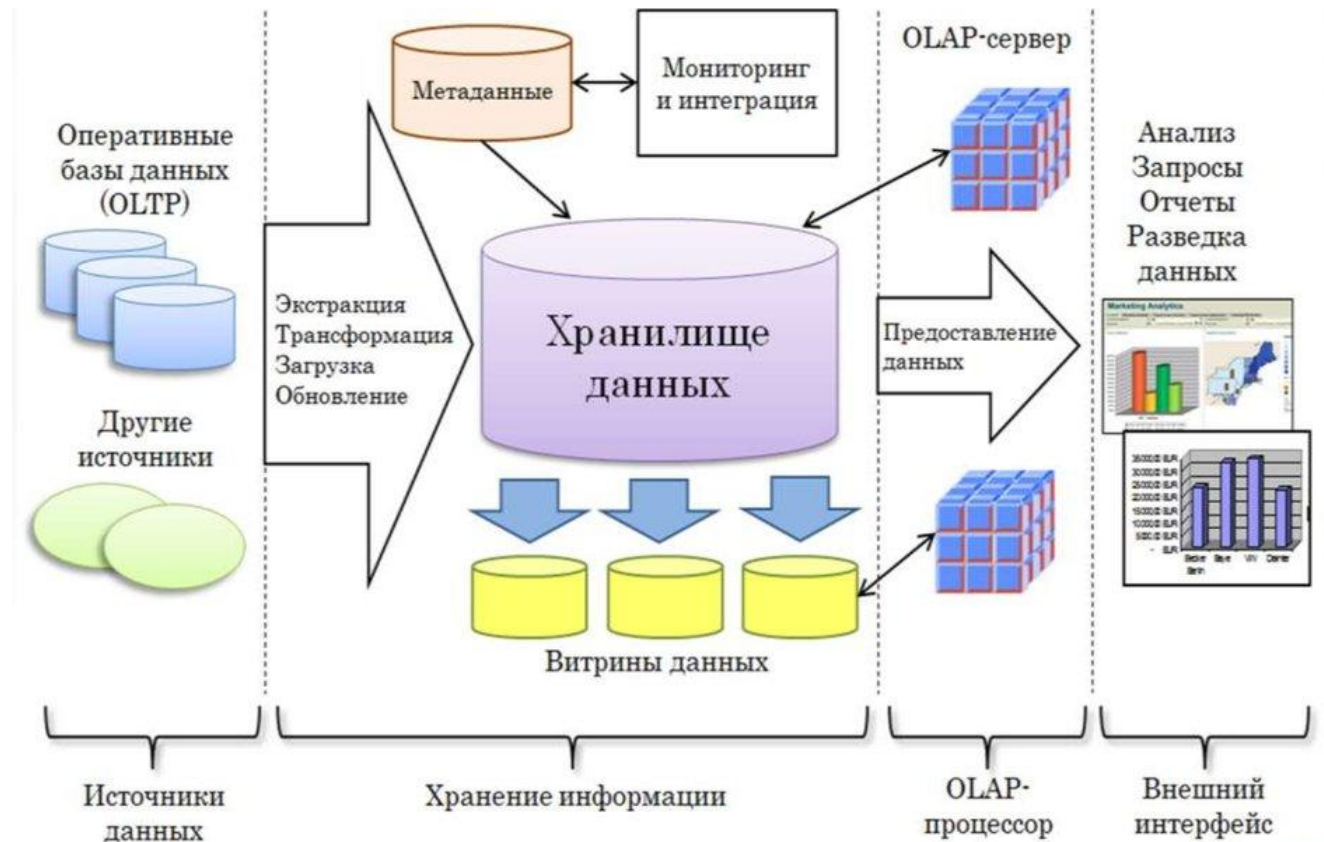 Оперативные
базы данных
(OLTP)
Другие
источники
Экстракция
Трансформация
Загрузка
Обновление
Метаданные
Мониторинг
и интеграция
Хранилище
данных
Витрины данных
OLAP-сервер
Предоставление
данных
Анализ
Запросы
Отчеты
Разведка
данных
Marketing Analytics
Источники
данных
Хранение информации
OLAP-
процессор
Внешний
интерфейс